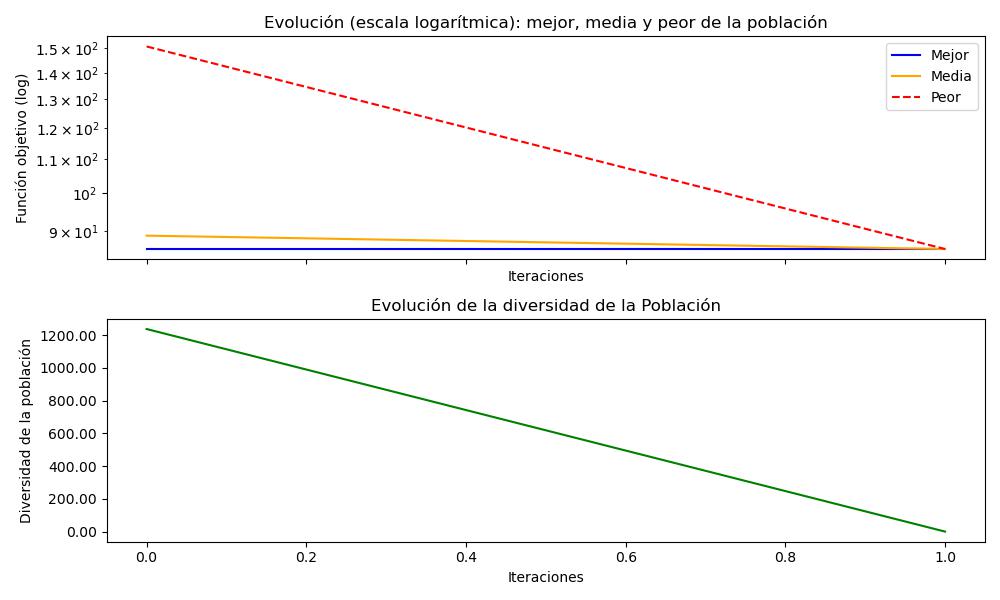 Evolución (escala logarítmica): mejor, media y peor de la población
1.5 × 10²
1.4 × 10²
1.3 × 10²
1.2 × 10²
1.1 × 10²
10²
9 × 10¹
Función objetivo (log)
Mejor
Media
Peor
Iteraciones
Evolución de la diversidad de la Población
1200.00
1000.00
800.00
600.00
400.00
200.00
0.00
Diversidad de la población
0.0 0.2 0.4 0.6 0.8 1.0
Iteraciones